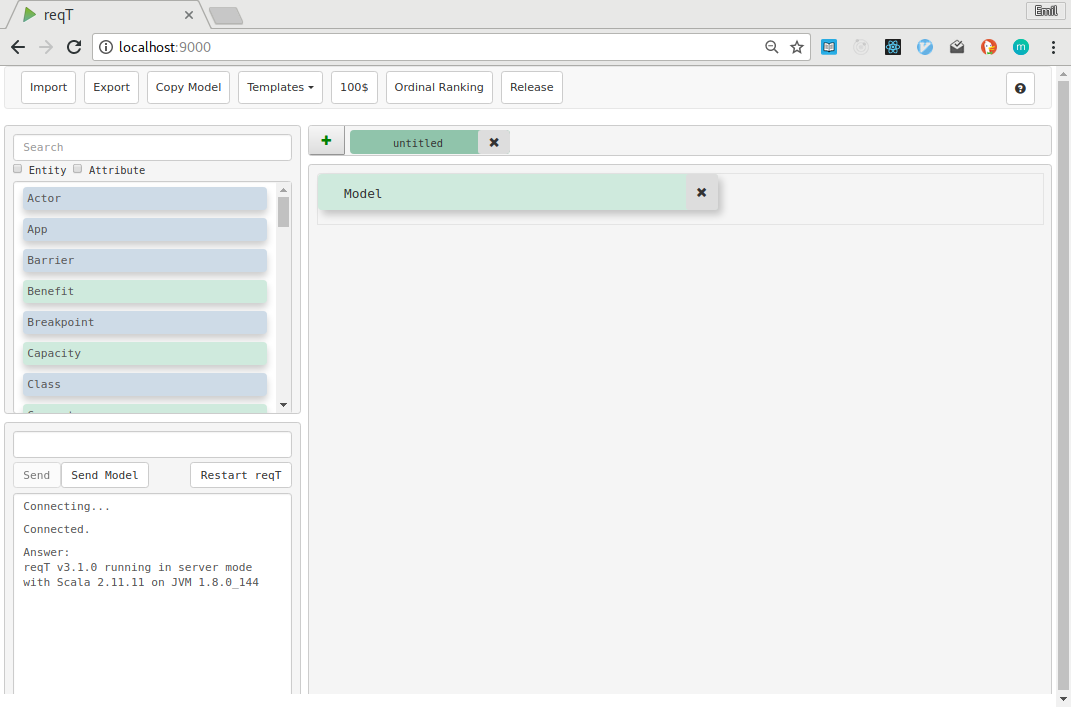 reqT
Emil
localhost:9000
m
Import
Export
Copy Model
Templates
100$
Ordinal Ranking
Release
?
Search
Entity
Attribute
Actor
App
Barrier
Benefit
Breakpoint
Capacity
Class
Send
Send Model
Restart reqT
Connecting...
Connected.
Answer:
reqT v3.1.0 running in server mode
with Scala 2.11.11 on JVM 1.8.0_144
+
untitled
Model